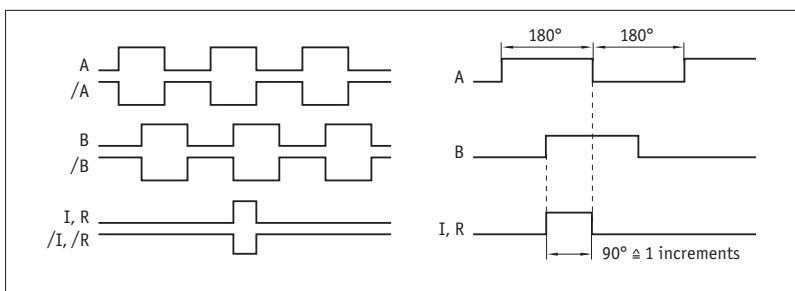 A
/A
B
/B
I, R
/I, /R
180° 180°
A
B
I, R
90° ≙ 1 increments